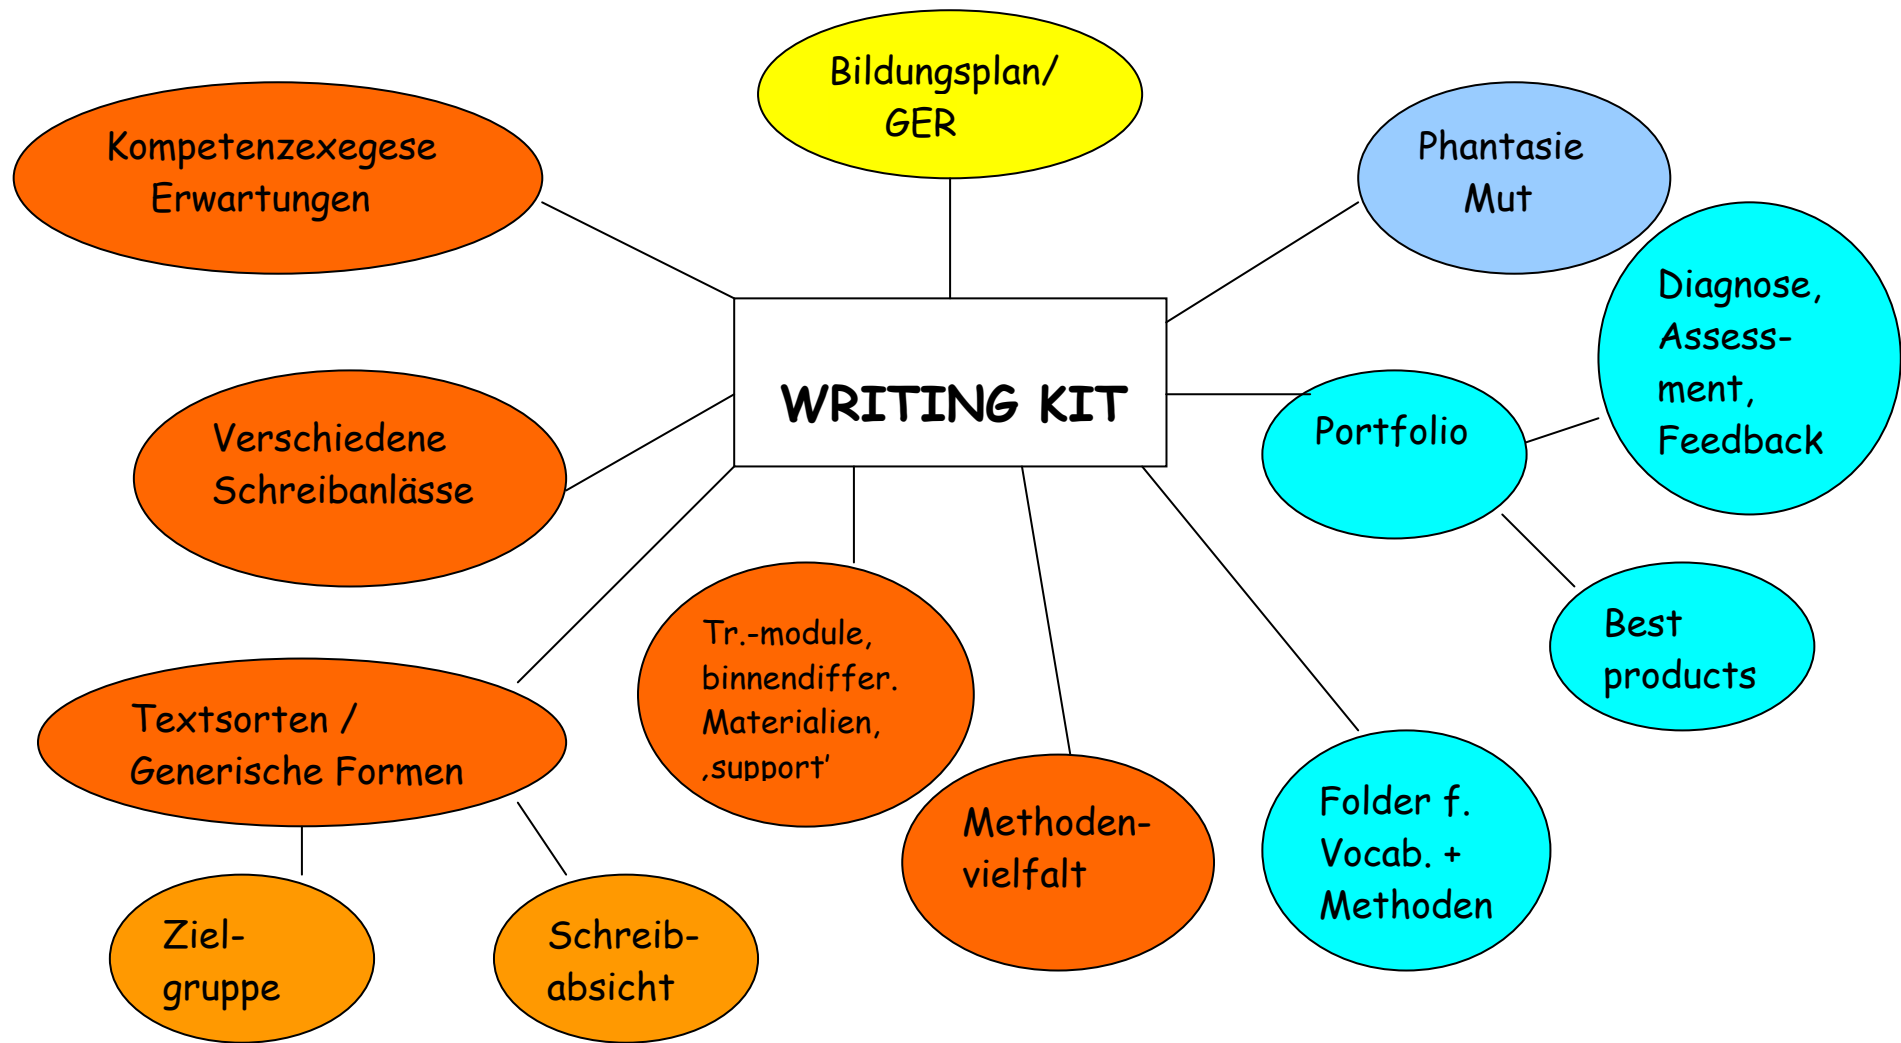 Bildungsplan/
GER
Kompetenzexegese
Erwartungen
Phantasie
Mut
Diagnose,
Assess-
ment,
Feedback
WRITING KIT
Portfolio
Verschiedene
Schreibanlässe
Best
products
Tr.-module,
binnendiffer.
Materialien,
‚support’
Textsorten /
Generische Formen
Methoden-
vielfalt
Folder f.
Vocab. +
Methoden
Ziel-
gruppe
Schreib-
absicht